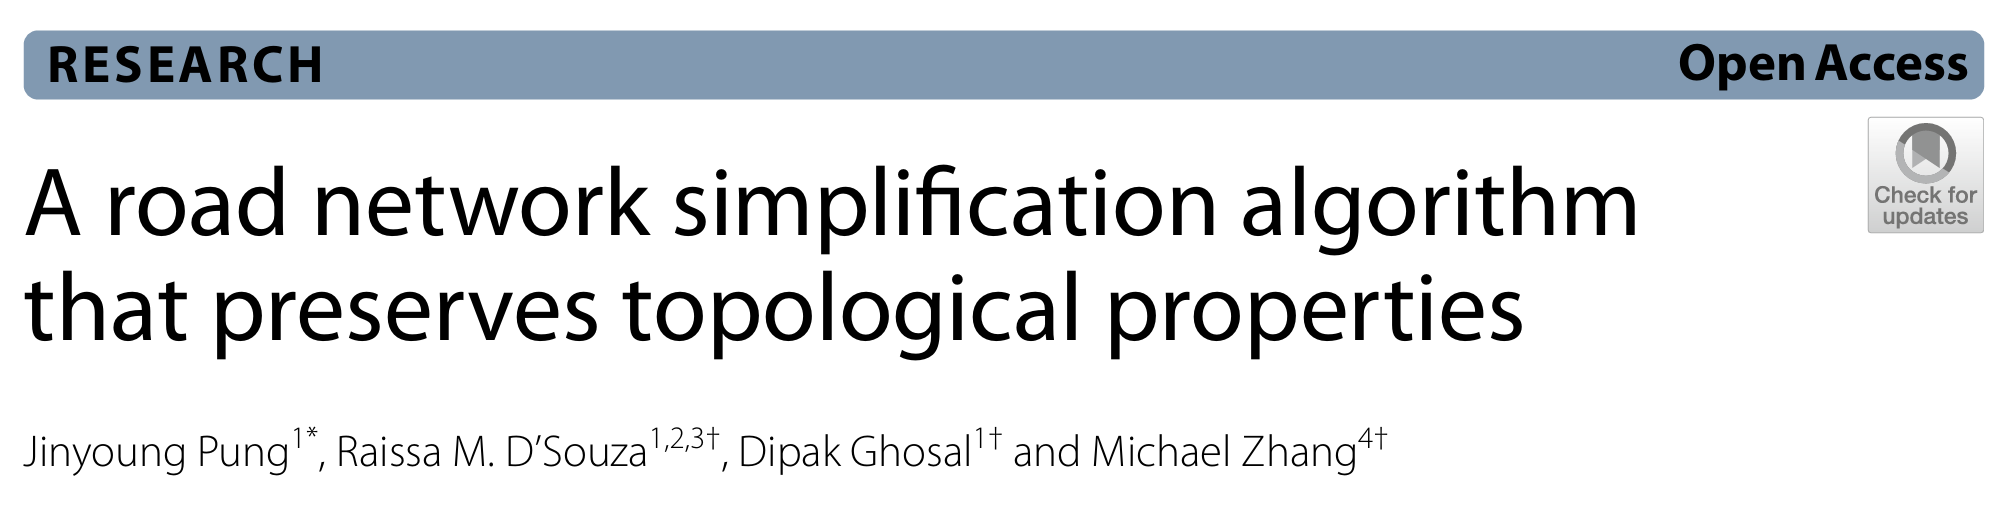 RESEARCH Open Access
Check for
updates
A road network simplification algorithm
that preserves topological properties
Jinyoung Pung1*, Raissa M. D’Souza1,2,3†, Dipak Ghosal1† and Michael Zhang4†